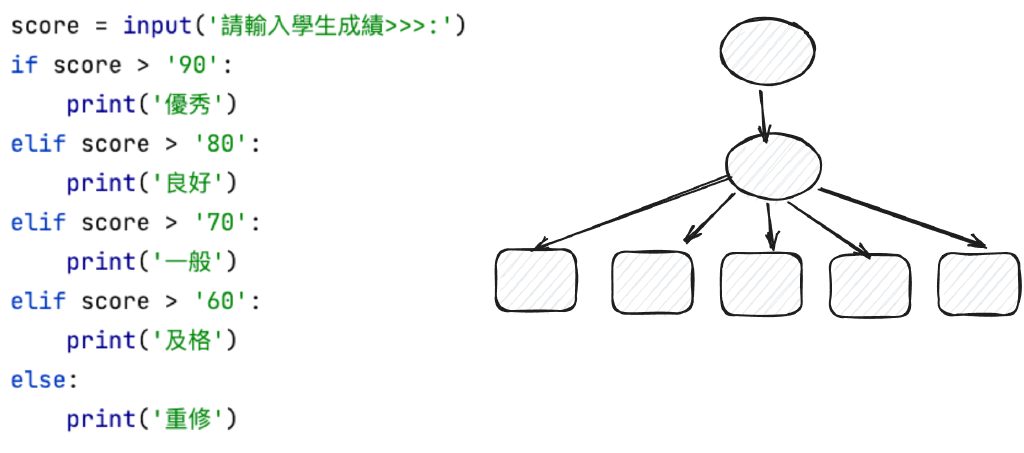 score = input('請輸入學生成績>>>:')
if score > '90':
    print('優秀')
elif score > '80':
    print('良好')
elif score > '70':
    print('一般')
elif score > '60':
    print('及格')
else:
    print('重修')